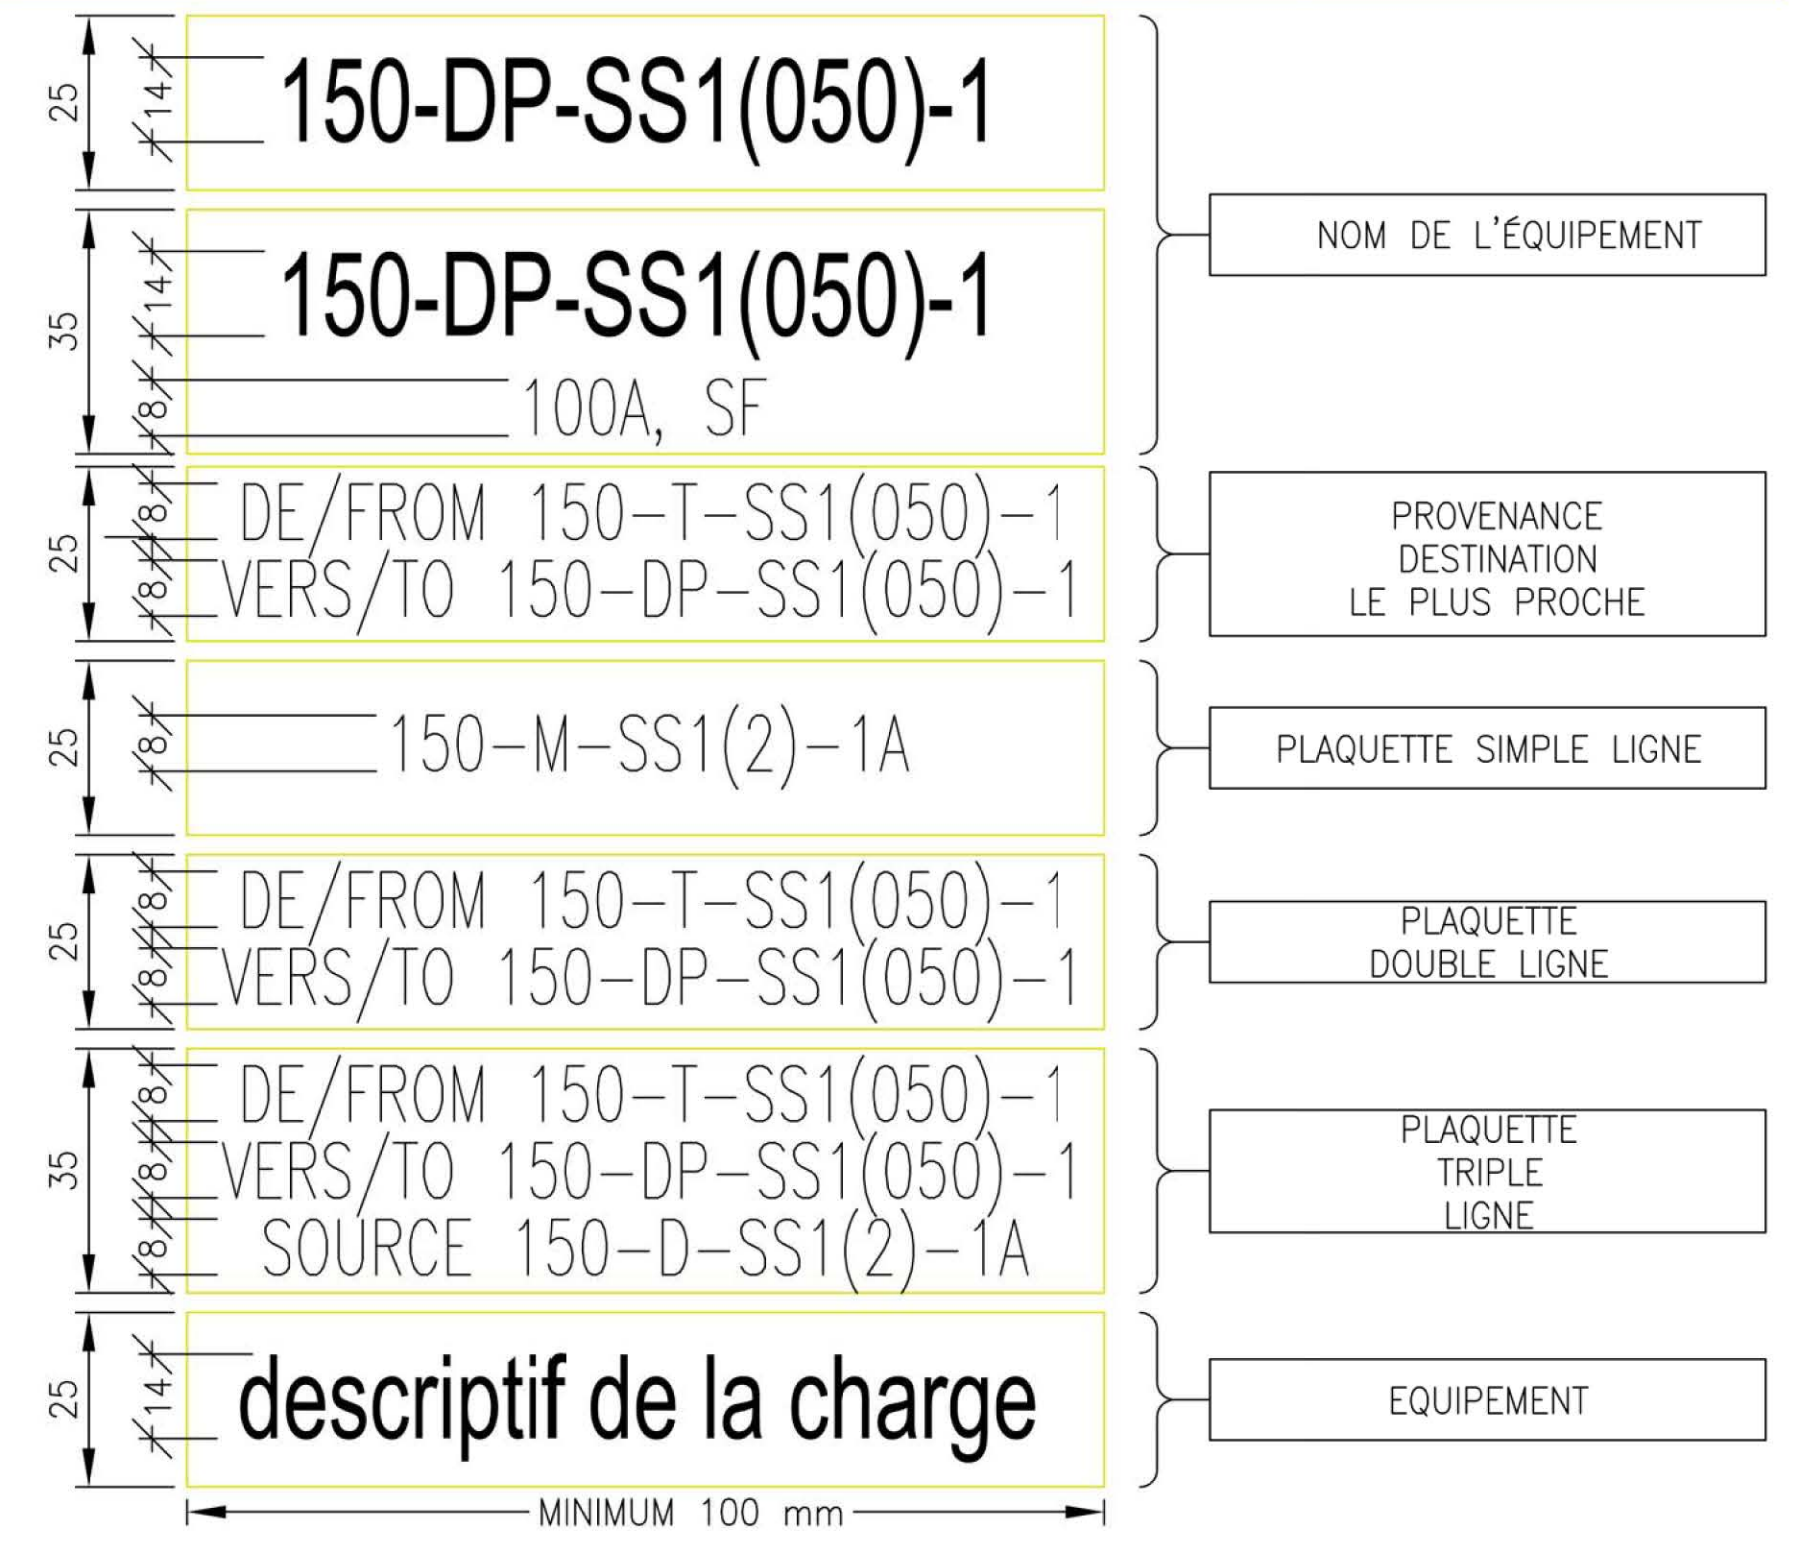 25
14
150-DP-SS1(050)-1
NOM DE L'ÉQUIPEMENT
35
14
150-DP-SS1(050)-1
8
100A, SF
25
8
DE/FROM 150-T-SS1(050)-1
8
VERS/TO 150-DP-SS1(050)-1
PROVENANCE
DESTINATION
LE PLUS PROCHE
25
8
150-M-SS1(2)-1A
PLAQUETTE SIMPLE LIGNE
25
8
DE/FROM 150-T-SS1(050)-1
8
VERS/TO 150-DP-SS1(050)-1
PLAQUETTE
DOUBLE LIGNE
35
8
DE/FROM 150-T-SS1(050)-1
8
VERS/TO 150-DP-SS1(050)-1
8
SOURCE 150-D-SS1(2)-1A
PLAQUETTE
TRIPLE
LIGNE
25
14
descriptif de la charge
EQUIPEMENT
MINIMUM 100 mm